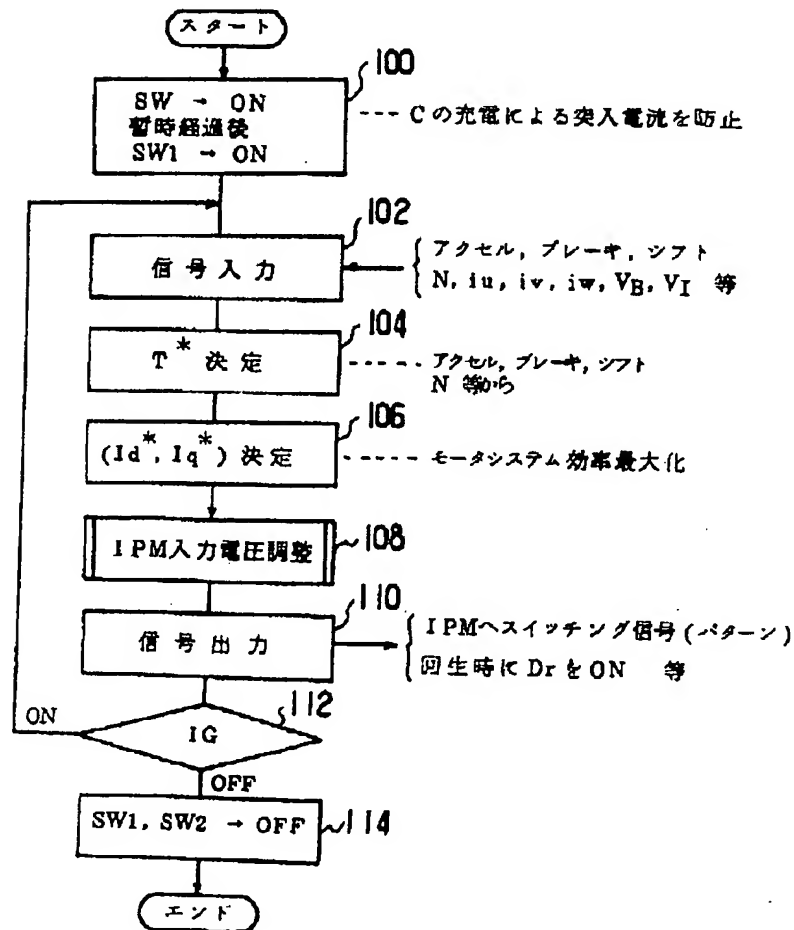 スタート
100
SW → ON
暫時経過後
SW1 → ON
Cの充電による突入電流を防止
102
信号入力
アクセル, ブレーキ, シフト
N, iu, iv, iw, VB, VI 等
104
T* 決定
アクセル, ブレーキ, シフト
N 等から
106
(Id*, Iq*) 決定
モータシステム効率最大化
IPM入力電圧調整
108
110
信号出力
IPMへスイッチング信号(パターン)
回生時にDrをON 等
112
ON
IG
OFF
SW1, SW2 → OFF
114
エンド